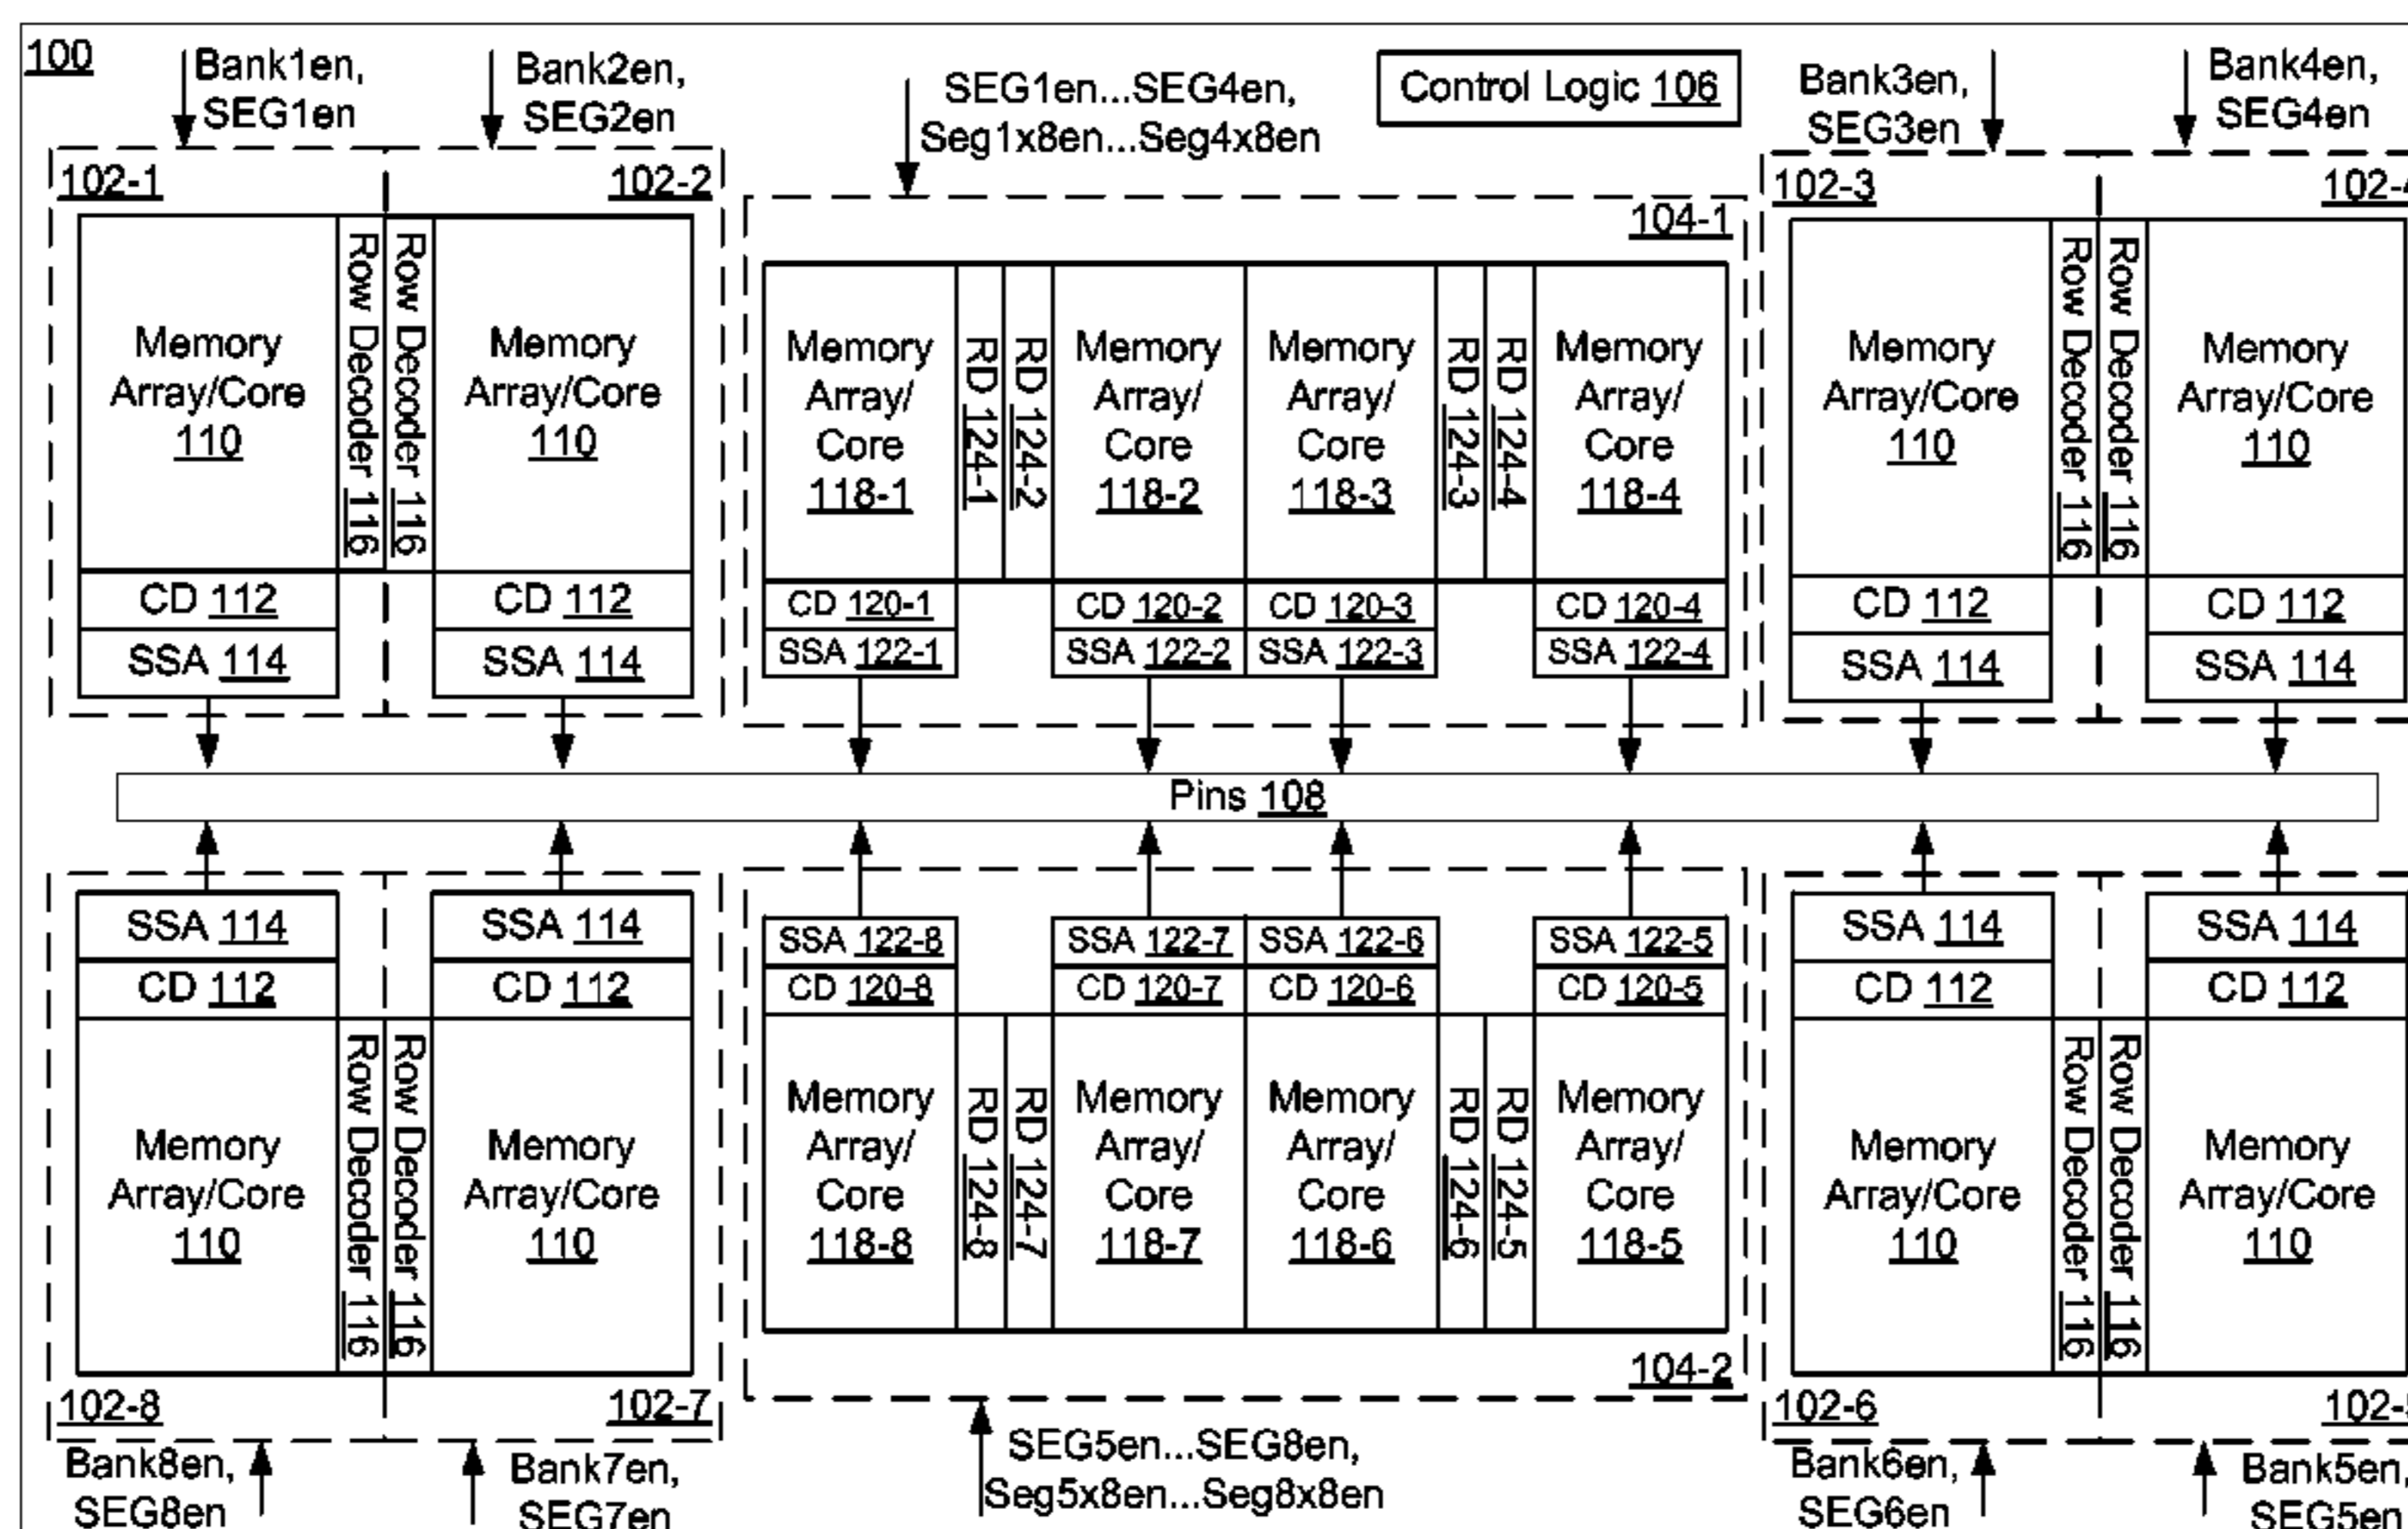 100
Bank1en,
SEG1en
Bank2en,
SEG2en
SEG1en...SEG4en,
Seg1x8en...Seg4x8en
Control Logic 106
Bank3en,
SEG3en
Bank4en,
SEG4en
102-1
102-2
104-1
102-3
102-4
Memory
Array/Core
110
Row Decoder 116
Row Decoder 116
Memory
Array/Core
110
Memory
Array/
Core
118-1
RD 124-1
RD 124-2
Memory
Array/
Core
118-2
Memory
Array/
Core
118-3
RD 124-3
RD 124-4
Memory
Array/
Core
118-4
Memory
Array/Core
110
Row Decoder 116
Row Decoder 116
Memory
Array/Core
110
CD 112
CD 112
CD 120-1
CD 120-2
CD 120-3
CD 120-4
CD 112
CD 112
SSA 114
SSA 114
SSA 122-1
SSA 122-2
SSA 122-3
SSA 122-4
SSA 114
SSA 114
Pins 108
SSA 114
SSA 114
SSA 122-8
SSA 122-7
SSA 122-6
SSA 122-5
SSA 114
SSA 114
CD 112
CD 112
CD 120-8
CD 120-7
CD 120-6
CD 120-5
CD 112
CD 112
Memory
Array/Core
110
Row Decoder 116
Row Decoder 116
Memory
Array/Core
110
Memory
Array/
Core
118-8
RD 124-8
RD 124-7
Memory
Array/
Core
118-7
Memory
Array/
Core
118-6
RD 124-6
RD 124-5
Memory
Array/
Core
118-5
Memory
Array/Core
110
Row Decoder 116
Row Decoder 116
Memory
Array/Core
110
102-8
102-7
104-2
102-6
Bank8en,
SEG8en
Bank7en,
SEG7en
SEG5en...SEG8en,
Seg5x8en...Seg8x8en
Bank6en,
SEG6en
Bank5en,
SEG5en